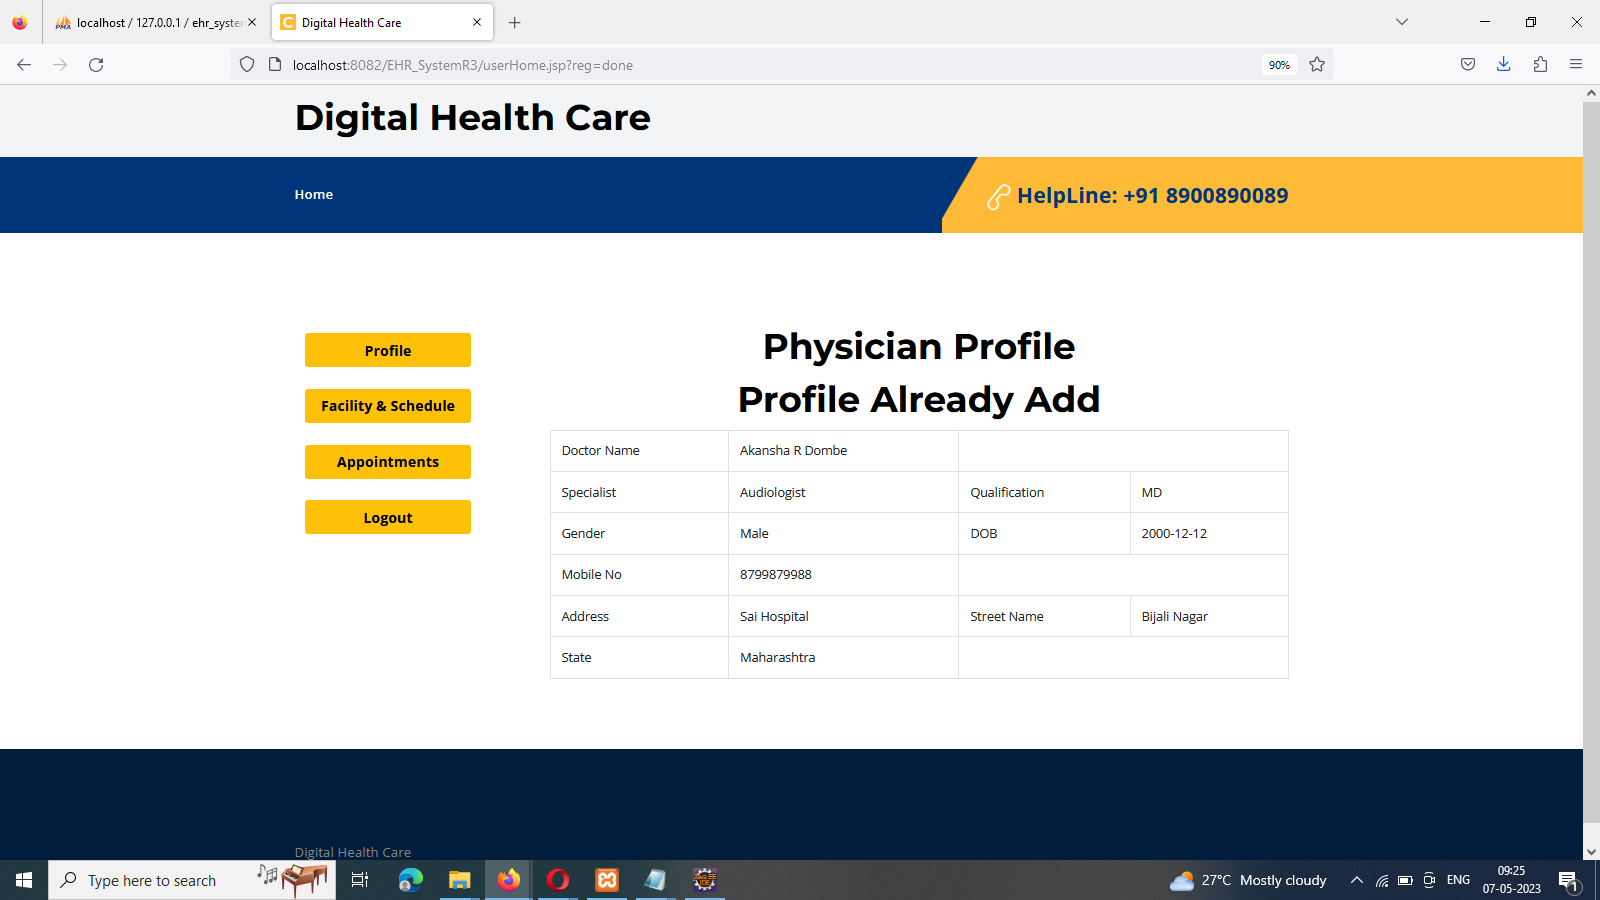 localhost / 127.0.0.1 / ehr_syster
Digital Health Care
localhost:8082/EHR_SystemR3/userHome.jsp?reg=done
90%
Digital Health Care
Home
HelpLine: +91 8900890089
Profile
Facility & Schedule
Appointments
Logout
Physician Profile
Profile Already Add
Doctor Name Akansha R Dombe
Specialist Audiologist Qualification MD
Gender Male DOB 2000-12-12
Mobile No 8799879988
Address Sai Hospital Street Name Bijali Nagar
State Maharashtra
Digital Health Care
Type here to search
27°C Mostly cloudy
ENG
09:25
07-05-2023
1